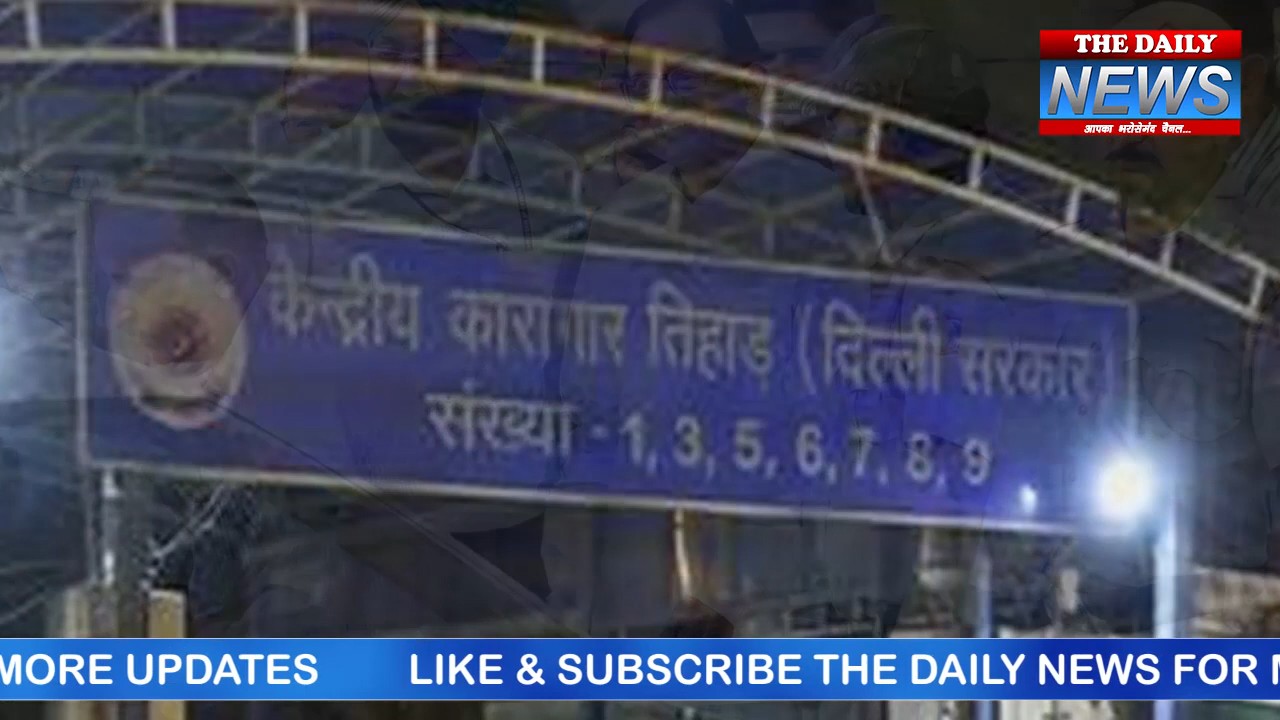 THE DAILY
NEWS
आपका भरोसेमंद चैनल...
केन्द्रीय कारागार तिहाड़ (दिल्ली सरकार)
संख्या - 1, 3, 5, 6, 7, 8, 9
MORE UPDATES LIKE & SUBSCRIBE THE DAILY NEWS FOR